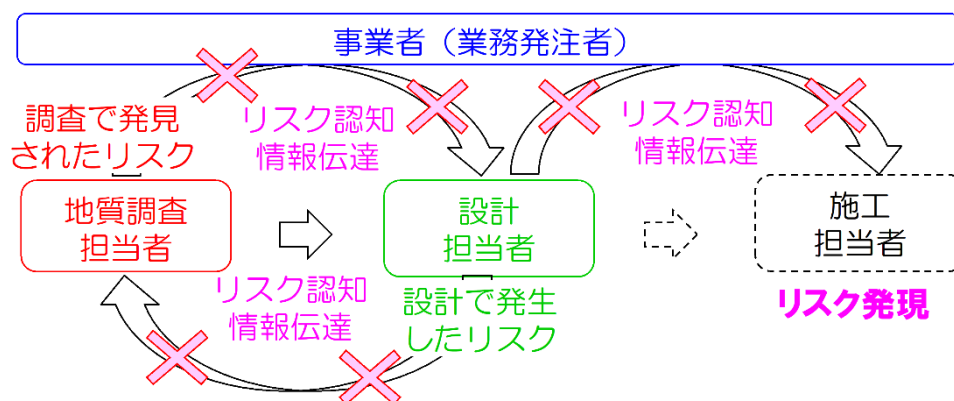 事業者（業務発注者）
調査で発見
されたリスク
リスク認知
情報伝達
リスク認知
情報伝達
地質調査
担当者
設計
担当者
施工
担当者
リスク認知
情報伝達
設計で発生
したリスク
リスク発現